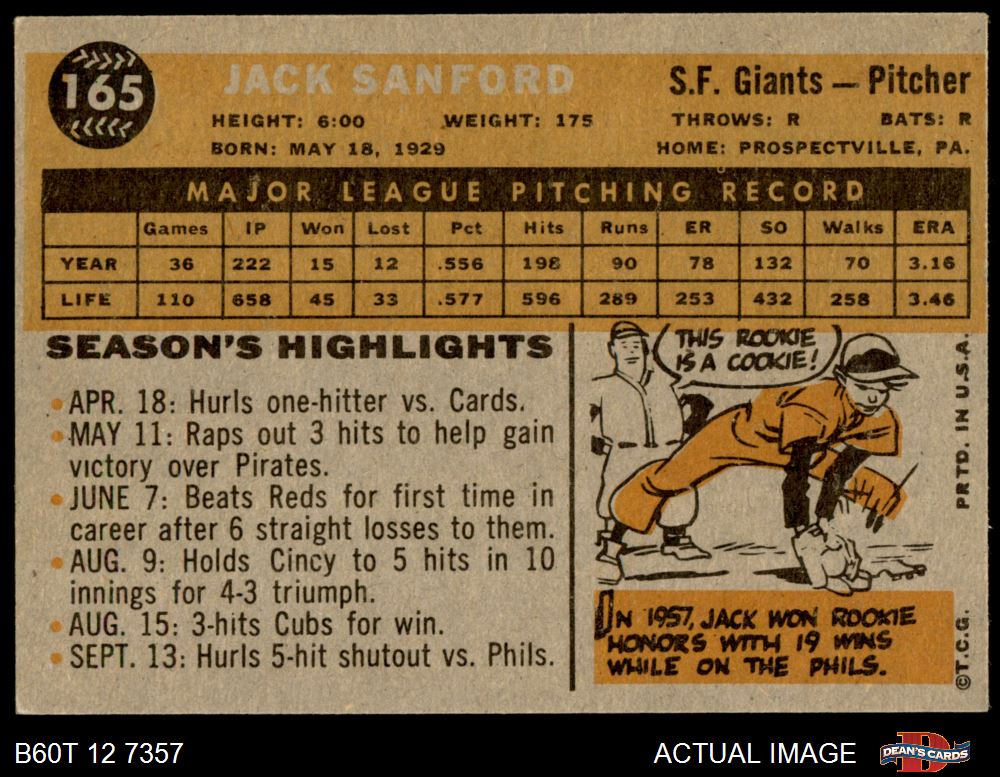 165
JACK SANFORD
S.F. Giants — Pitcher
HEIGHT: 6:00 WEIGHT: 175 THROWS: R BATS: R
BORN: MAY 18, 1929 HOME: PROSPECTVILLE, PA.
MAJOR LEAGUE PITCHING RECORD
Games IP Won Lost Pct Hits Runs ER SO Walks ERA
YEAR 36 222 15 12 .556 198 90 78 132 70 3.16
LIFE 110 658 45 33 .577 596 289 253 432 258 3.46
SEASON'S HIGHLIGHTS
• APR. 18: Hurls one-hitter vs. Cards.
• MAY 11: Raps out 3 hits to help gain
victory over Pirates.
• JUNE 7: Beats Reds for first time in
career after 6 straight losses to them.
• AUG. 9: Holds Cincy to 5 hits in 10
innings for 4-3 triumph.
• AUG. 15: 3-hits Cubs for win.
• SEPT. 13: Hurls 5-hit shutout vs. Phils.
THIS ROOKIE
IS A COOKIE!
IN 1957, JACK WON ROOKIE
HONORS WITH 19 WINS
WHILE ON THE PHILS.
©T.C.G. PRTD. IN U.S.A.
B60T 12 7357
ACTUAL IMAGE
DEAN'S CARDS